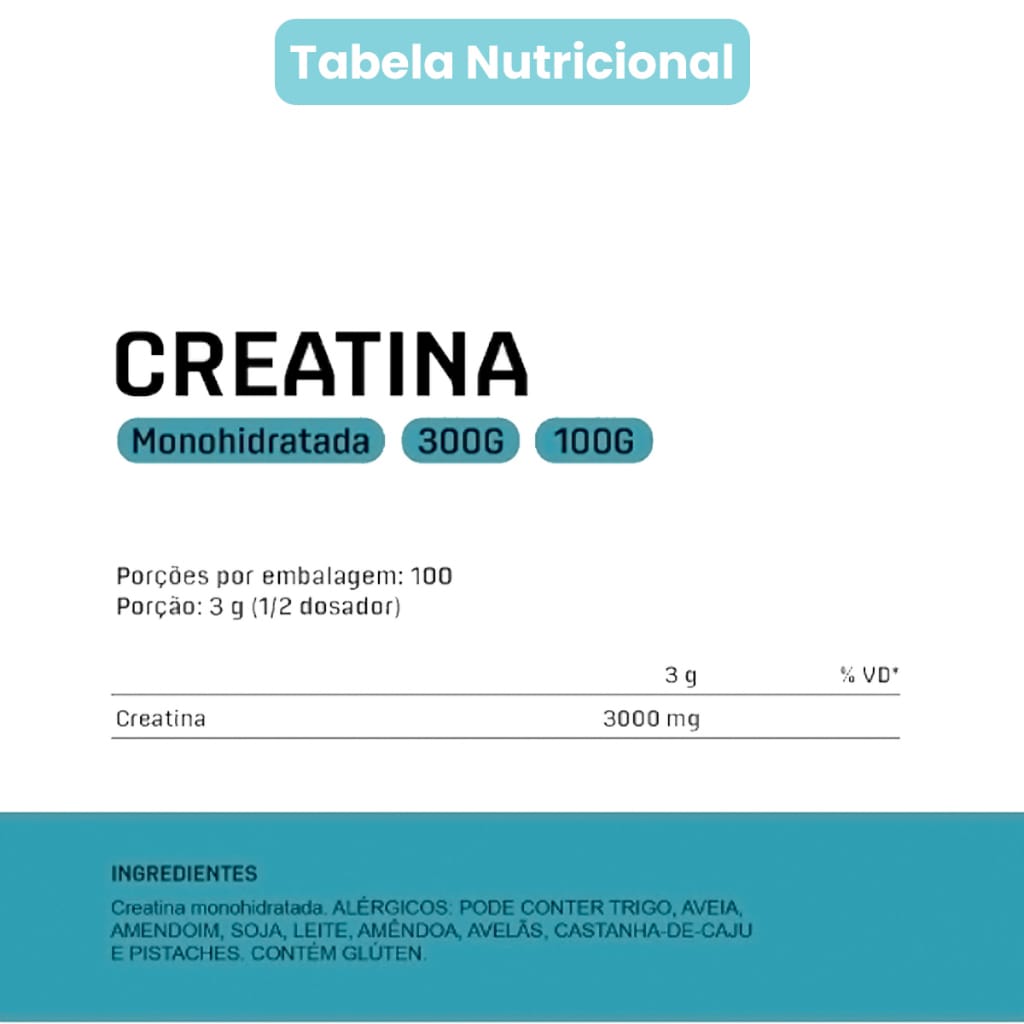 Tabela Nutricional
CREATINA
Monohidratada 300G 100G
Porções por embalagem: 100
Porção: 3 g (1/2 dosador)
3 g % VD*
Creatina 3000 mg
INGREDIENTES
Creatina monohidratada. ALÉRGICOS: PODE CONTER TRIGO, AVEIA,
AMENDOIM, SOJA, LEITE, AMÊNDOA, AVELÃS, CASTANHA-DE-CAJU
E PISTACHES. CONTÉM GLÚTEN.